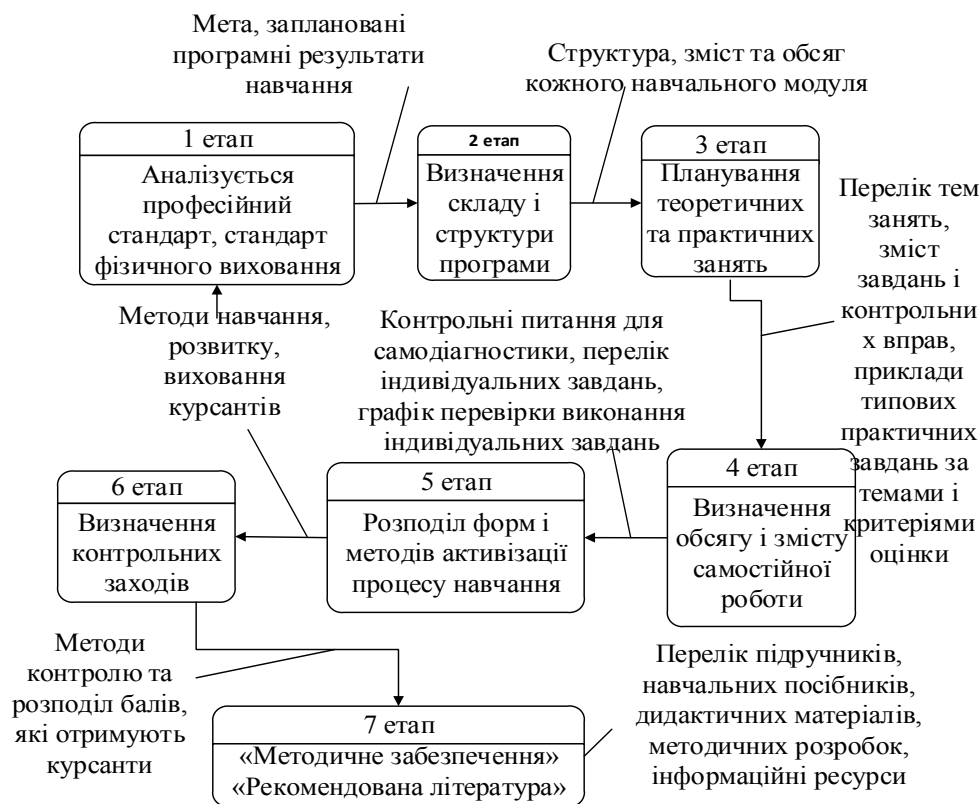 Мета, заплановані
програмні результати
навчання
Структура, зміст та обсяг
кожного навчального модуля
1 етап
Аналізується
професійний
стандарт, стандарт
фізичного виховання
2 етап
Визначення
складу і
структури
програми
3 етап
Планування
теоретичних
та практичних
занять
Перелік тем
занять,
зміст
завдань і
контрольни
х вправ,
приклади
типових
практичних
завдань за
темами і
критеріями
оцінки
Методи навчання,
розвитку,
виховання
курсантів
Контрольні питання для
самодіагностики, перелік
індивідуальних завдань,
графік перевірки виконання
індивідуальних завдань
4 етап
Визначення
обсягу і змісту
самостійної
роботи
5 етап
Розподіл форм і
методів активізації
процесу навчання
6 етап
Визначення
контрольних
заходів
Методи
контролю та
розподіл балів,
які отримують
курсанти
7 етап
«Методичне забезпечення»
«Рекомендована література»
Перелік підручників,
навчальних посібників,
дидактичних матеріалів,
методичних розробок,
інформаційні ресурси